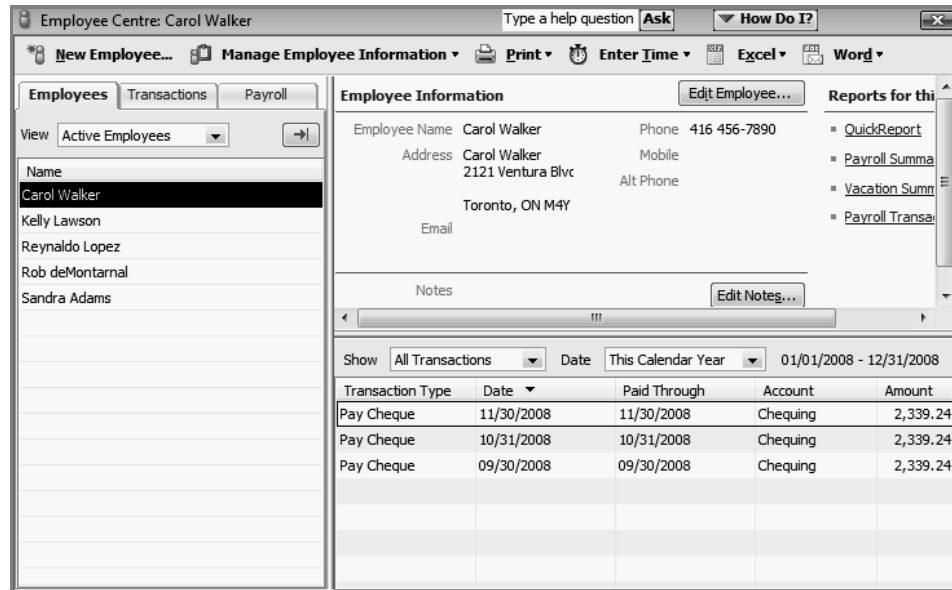 Employee Centre: Carol Walker
Type a help question Ask
How Do I?
New Employee... Manage Employee Information Print Enter Time Excel Word
Employees Transactions Payroll
View Active Employees
Name
Carol Walker
Kelly Lawson
Reynaldo Lopez
Rob deMontarnal
Sandra Adams
Employee Information
Edit Employee...
Employee Name Carol Walker
Address Carol Walker
2121 Ventura Blvd
Toronto, ON M4Y
Email
Phone 416 456-7890
Mobile
Alt Phone
Notes
Edit Notes...
Reports for thi
QuickReport
Payroll Summa
Vacation Summ
Payroll Transa
Show All Transactions Date This Calendar Year 01/01/2008 - 12/31/2008
Transaction Type Date Paid Through Account Amount
Pay Cheque 11/30/2008 11/30/2008 Chequing 2,339.24
Pay Cheque 10/31/2008 10/31/2008 Chequing 2,339.24
Pay Cheque 09/30/2008 09/30/2008 Chequing 2,339.24